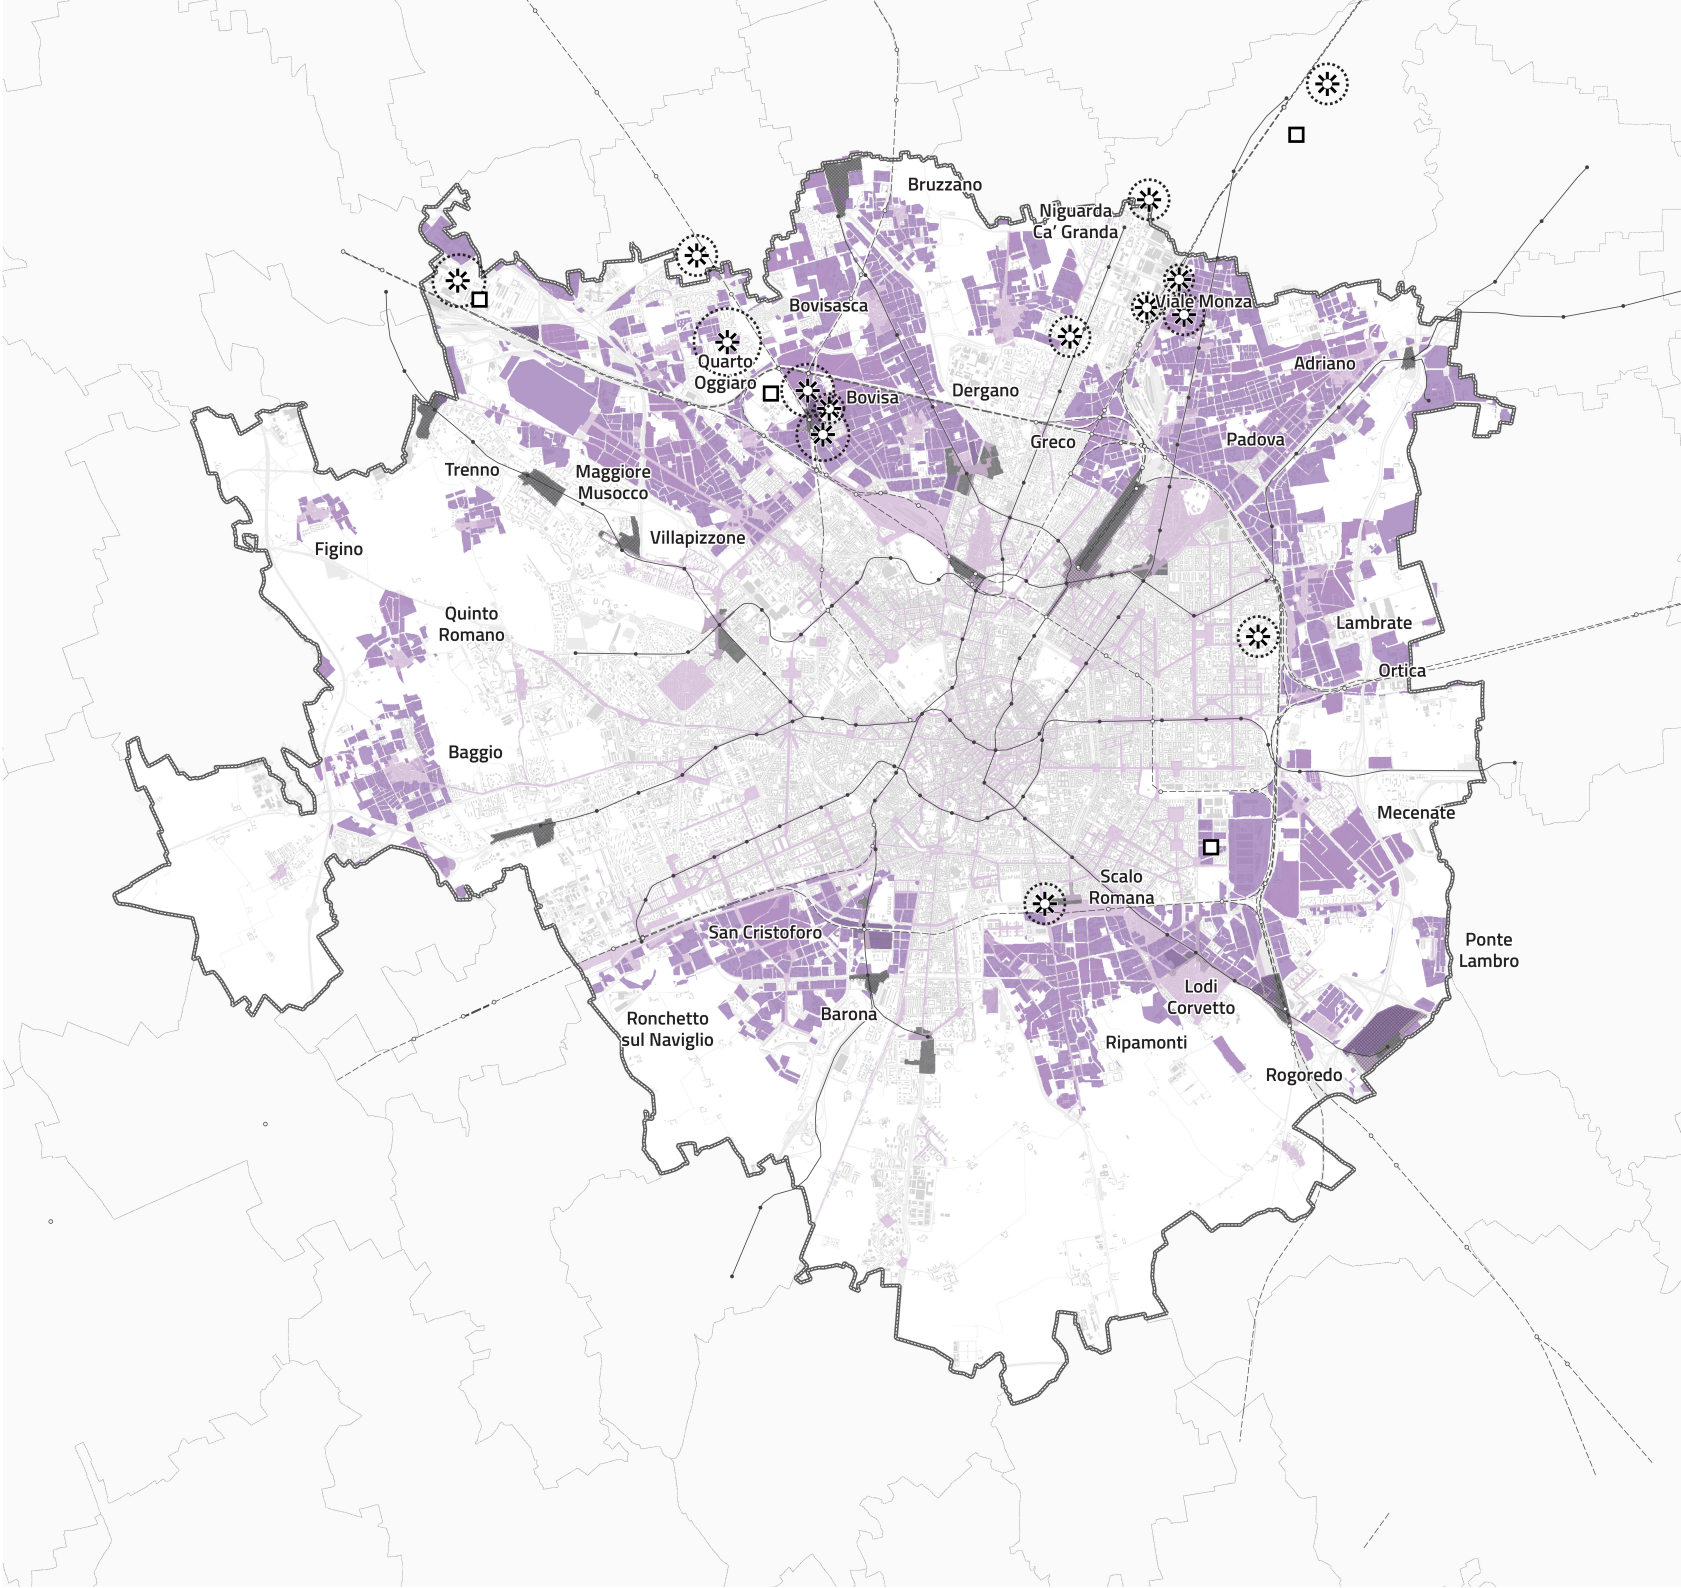 Bruzzano
Niguarda
Ca’ Granda
Bovisasca
Viale Monza
Quarto
Oggiaro
Adriano
Bovisa
Dergano
Greco
Padova
Trenno
Maggiore
Musocco
Villapizzone
Figino
Quinto
Romano
Lambrate
Ortica
Baggio
Mecenate
Scalo
Romana
San Cristoforo
Ponte
Lambro
Lodi
Corvetto
Barona
Ronchetto
sul Naviglio
Ripamonti
Rogoredo